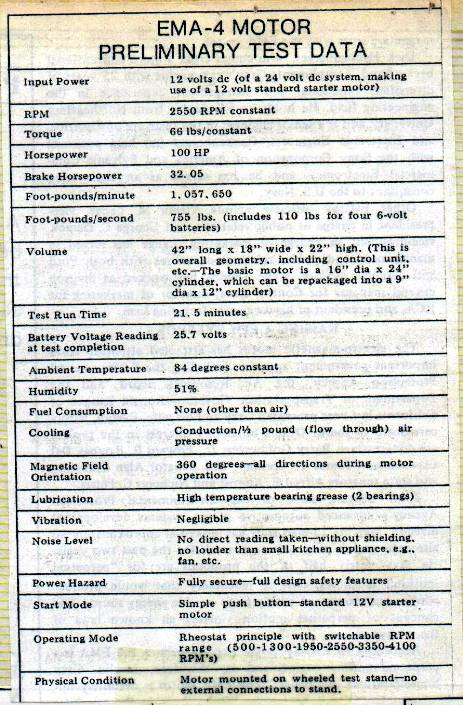 EMA-4 MOTOR
PRELIMINARY TEST DATA
Input Power 12 volts dc (of a 24 volt dc system, making
use of a 12 volt standard starter motor)
RPM 2550 RPM constant
Torque 66 lbs/constant
Horsepower 100 HP
Brake Horsepower 32.05
Foot-pounds/minute 1,057,650
Foot-pounds/second 755 lbs. (includes 110 lbs for four 6-volt
batteries)
Volume 42" long x 18" wide x 22" high. (This is
overall geometry, including control unit,
etc.—The basic motor is a 16" dia x 24"
cylinder, which can be repackaged into a 9"
dia x 12" cylinder)
Test Run Time 21.5 minutes
Battery Voltage Reading 25.7 volts
at test completion
Ambient Temperature 84 degrees constant
Humidity 51%
Fuel Consumption None (other than air)
Cooling Conduction/½ pound (flow through) air
pressure
Magnetic Field 360 degrees—all directions during motor
Orientation operation
Lubrication High temperature bearing grease (2 bearings)
Vibration Negligible
Noise Level No direct reading taken—without shielding,
no louder than small kitchen appliance, e.g.,
fan, etc.
Power Hazard Fully secure—full design safety features
Start Mode Simple push button—standard 12V starter
motor
Operating Mode Rheostat principle with switchable RPM
range (500-1300-1950-2550-3350-4100
RPM's)
Physical Condition Motor mounted on wheeled test stand—no
external connections to stand.